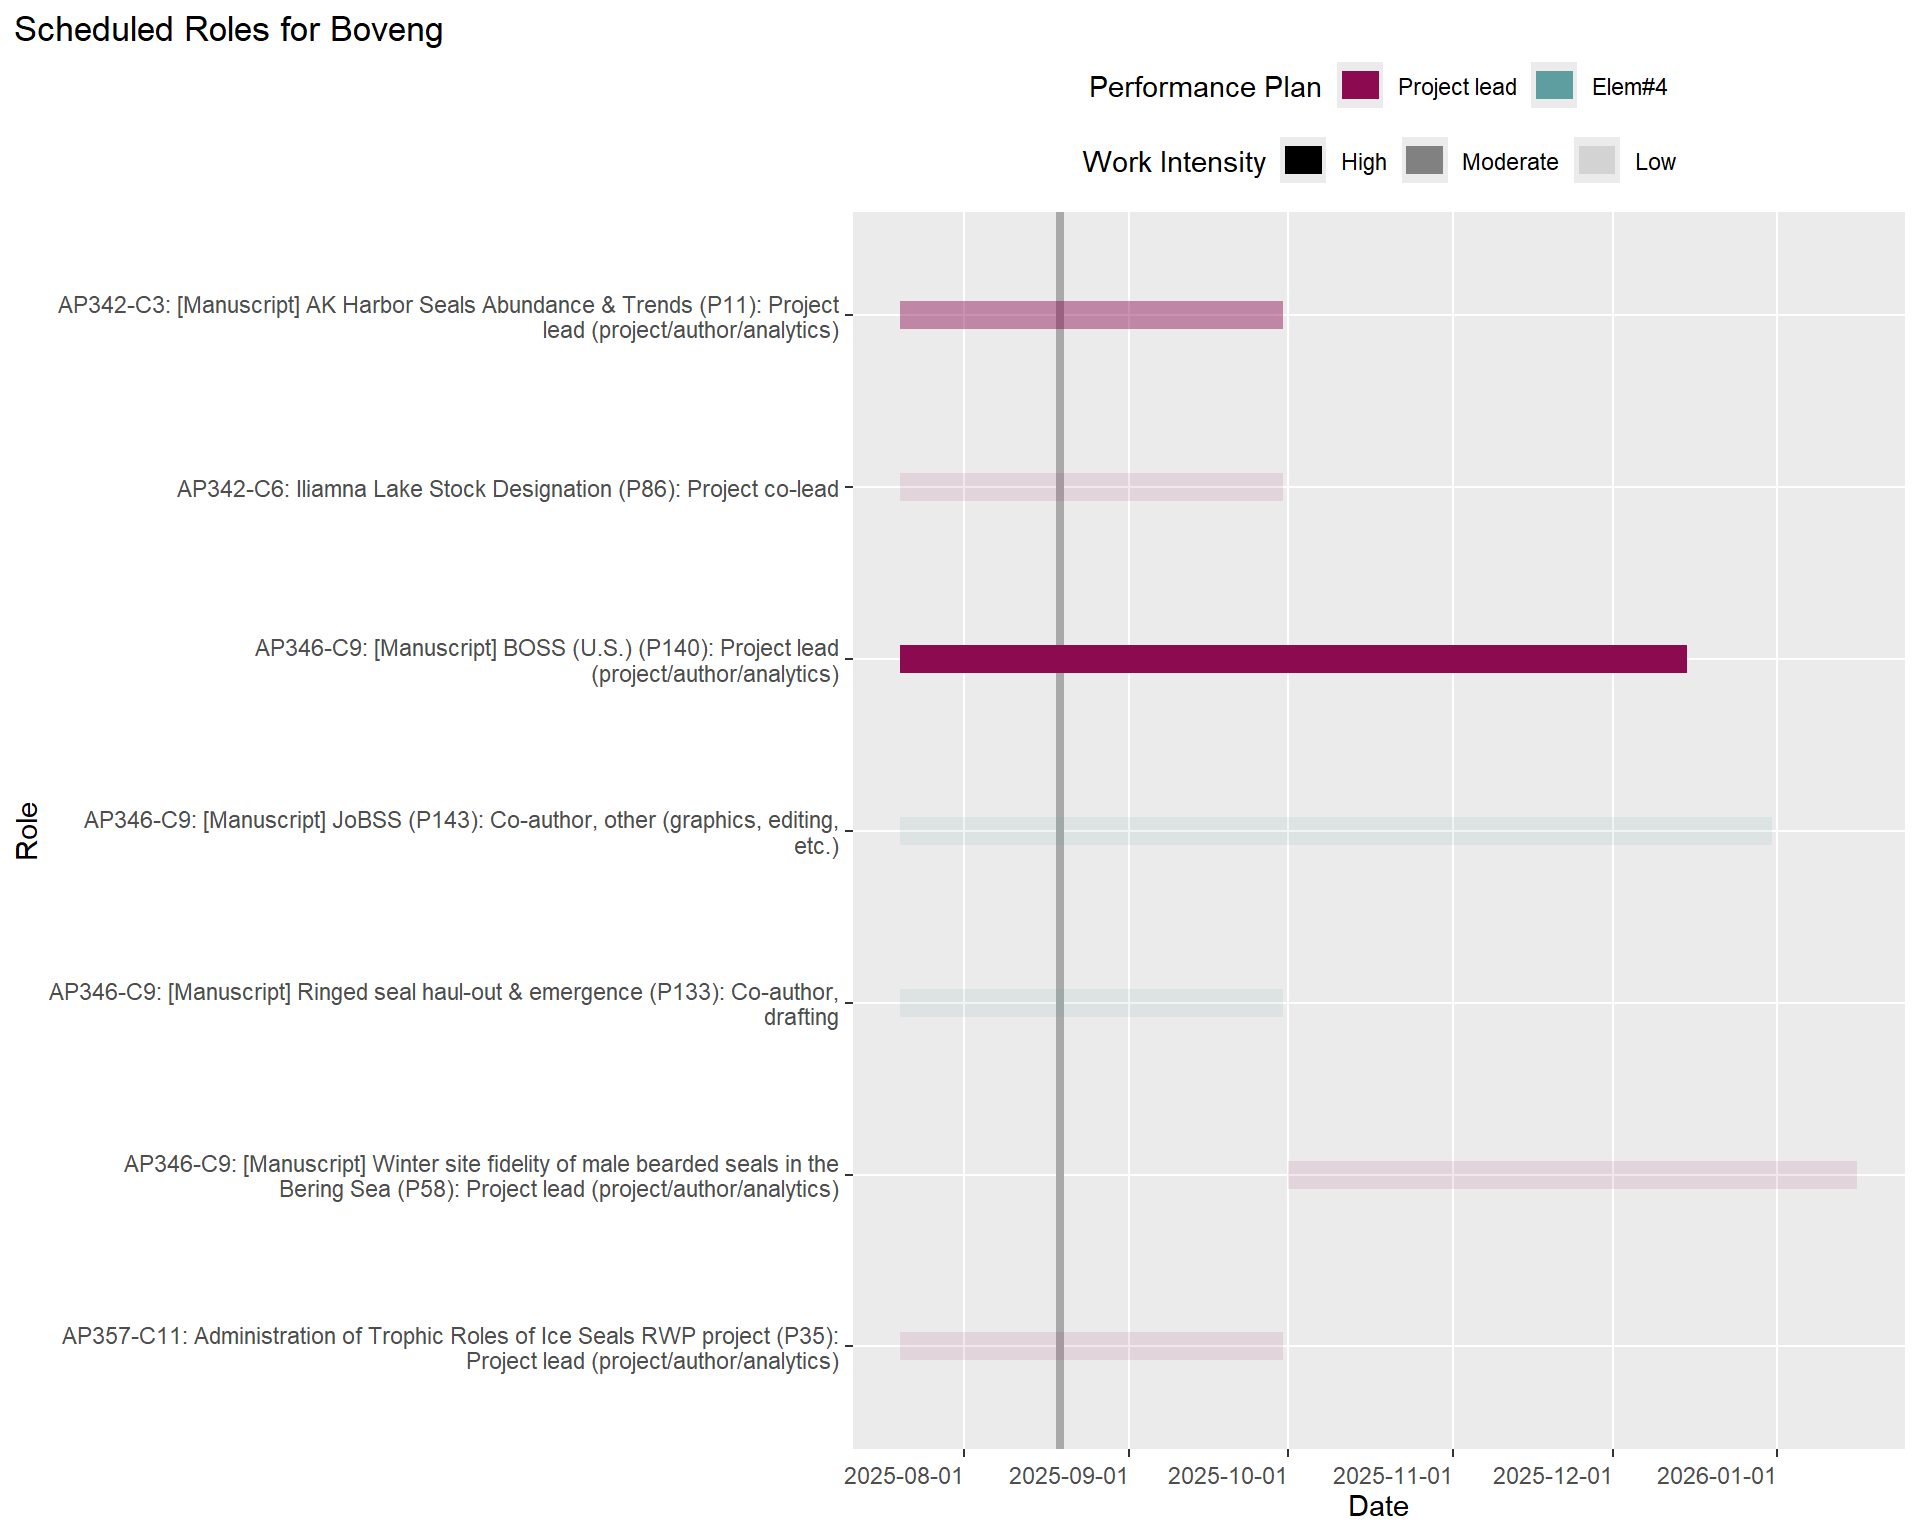 Scheduled Roles for Boveng
Performance Plan Project lead Elem#4
Work Intensity High Moderate Low
AP342-C3: [Manuscript] AK Harbor Seals Abundance & Trends (P11): Project
lead (project/author/analytics)
AP342-C6: Iliamna Lake Stock Designation (P86): Project co-lead
AP346-C9: [Manuscript] BOSS (U.S.) (P140): Project lead
(project/author/analytics)
Role
AP346-C9: [Manuscript] JoBSS (P143): Co-author, other (graphics, editing,
etc.)
AP346-C9: [Manuscript] Ringed seal haul-out & emergence (P133): Co-author,
drafting
AP346-C9: [Manuscript] Winter site fidelity of male bearded seals in the
Bering Sea (P58): Project lead (project/author/analytics)
AP357-C11: Administration of Trophic Roles of Ice Seals RWP project (P35):
Project lead (project/author/analytics)
2025-08-01 2025-09-01 2025-10-01 2025-11-01 2025-12-01 2026-01-01
Date